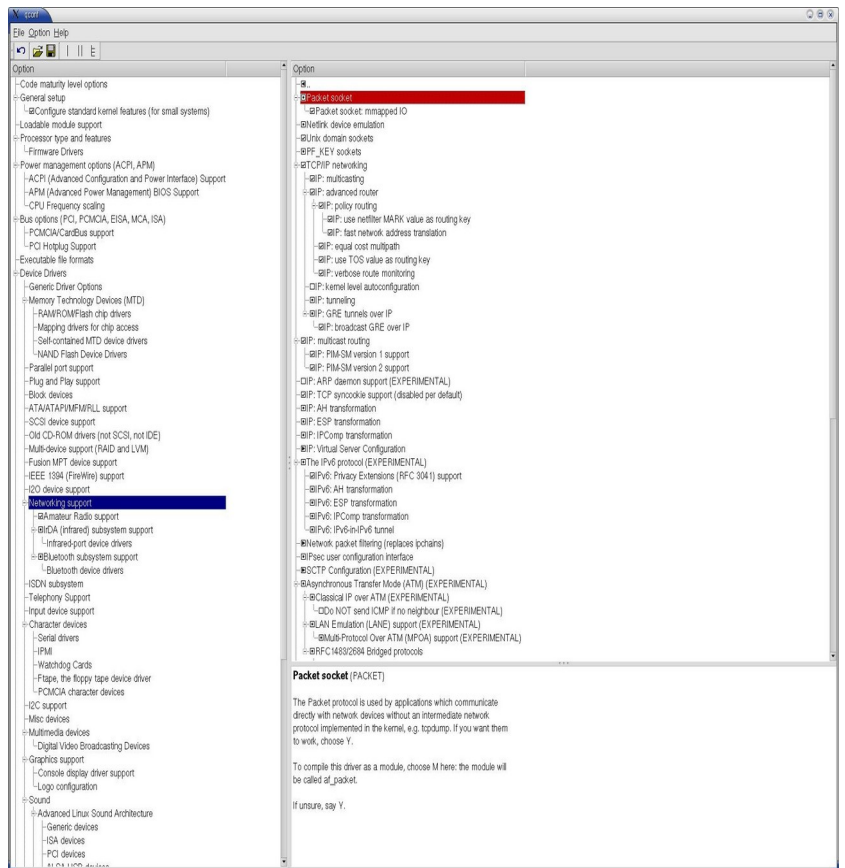 qconf
File Option Help
Option
Code maturity level options
General setup
Configure standard kernel features (for small systems)
Loadable module support
Processor type and features
Firmware Drivers
Power management options (ACPI, APM)
ACPI (Advanced Configuration and Power Interface) Support
APM (Advanced Power Management) BIOS Support
CPU Frequency scaling
Bus options (PCI, PCMCIA, EISA, MCA, ISA)
PCMCIA/CardBus support
PCI Hotplug Support
Executable file formats
Device Drivers
Generic Driver Options
Memory Technology Devices (MTD)
RAM/ROM/Flash chip drivers
Mapping drivers for chip access
Self-contained MTD device drivers
NAND Flash Device Drivers
Parallel port support
Plug and Play support
Block devices
ATA/ATAPI/MFM/RLL support
SCSI device support
Old CD-ROM drivers (not SCSI, not IDE)
Multi-device support (RAID and LVM)
Fusion MPT device support
IEEE 1394 (FireWire) support
I2O device support
Networking support
Amateur Radio support
IrDA (infrared) subsystem support
Infrared-port device drivers
Bluetooth subsystem support
Bluetooth device drivers
ISDN subsystem
Telephony Support
Input device support
Character devices
Serial drivers
IPMI
Watchdog Cards
Ftape, the floppy tape device driver
PCMCIA character devices
I2C support
Misc devices
Multimedia devices
Digital Video Broadcasting Devices
Graphics support
Console display driver support
Logo configuration
Sound
Advanced Linux Sound Architecture
Generic devices
ISA devices
PCI devices
ALSA USB devices
Option
..
Packet socket
Packet socket: mmapped IO
Netlink device emulation
Unix domain sockets
PF_KEY sockets
TCP/IP networking
IP: multicasting
IP: advanced router
IP: policy routing
IP: use netfilter MARK value as routing key
IP: fast network address translation
IP: equal cost multipath
IP: use TOS value as routing key
IP: verbose route monitoring
IP: kernel level autoconfiguration
IP: tunneling
IP: GRE tunnels over IP
IP: broadcast GRE over IP
IP: multicast routing
IP: PIM-SM version 1 support
IP: PIM-SM version 2 support
IP: ARP daemon support (EXPERIMENTAL)
IP: TCP syncookie support (disabled per default)
IP: AH transformation
IP: ESP transformation
IP: IPComp transformation
IP: Virtual Server Configuration
The IPv6 protocol (EXPERIMENTAL)
IPv6: Privacy Extensions (RFC 3041) support
IPv6: AH transformation
IPv6: ESP transformation
IPv6: IPComp transformation
IPv6: IPv6-in-IPv6 tunnel
Network packet filtering (replaces ipchains)
IPsec user configuration interface
SCTP Configuration (EXPERIMENTAL)
Asynchronous Transfer Mode (ATM) (EXPERIMENTAL)
Classical IP over ATM (EXPERIMENTAL)
Do NOT send ICMP if no neighbour (EXPERIMENTAL)
LAN Emulation (LANE) support (EXPERIMENTAL)
Multi-Protocol Over ATM (MPOA) support (EXPERIMENTAL)
RFC1483/2684 Bridged protocols
Packet socket (PACKET)
The Packet protocol is used by applications which communicate
directly with network devices without an intermediate network
protocol implemented in the kernel, e.g. tcpdump. If you want them
to work, choose Y.
To compile this driver as a module, choose M here: the module will
be called af_packet.
If unsure, say Y.